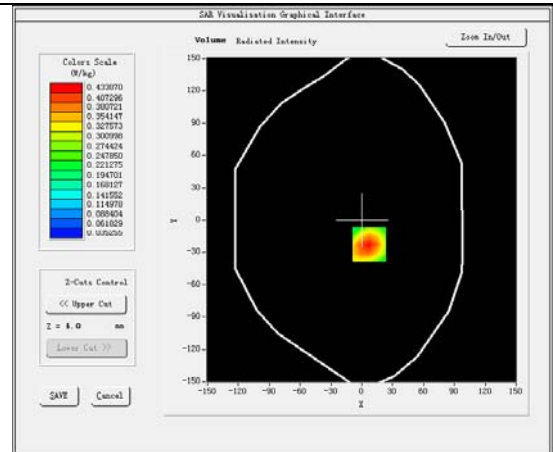 SAR Visualisation Graphical Interface
Volume Radiated Intensity
Zoom In/Out
Colors Scale
(W/kg)
0.433870
0.407296
0.380721
0.354147
0.327573
0.300998
0.274424
0.247850
0.221275
0.194701
0.168127
0.141552
0.114978
0.088404
0.061829
0.035255
150
120
90
60
30
0
-30
-60
-90
-120
-150
Y
-150 -120 -90 -60 -30 0 30 60 90 120 150
X
Z-Cuts Control
<< Upper Cut
Z = 4.0 mm
Lower Cut >>
SAVE
Cancel